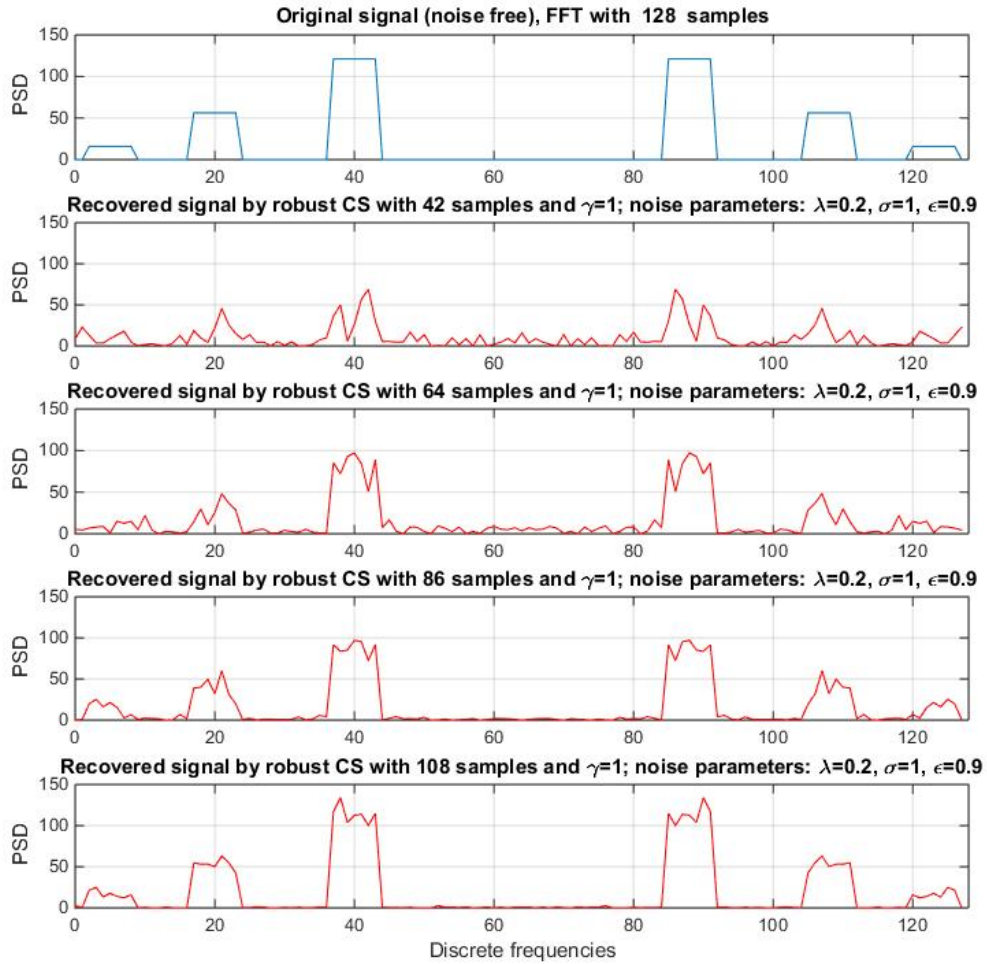 Original signal (noise free), FFT with 128 samples
150
100
50
0
PSD
0 20 40 60 80 100 120
Recovered signal by robust CS with 42 samples and γ=1; noise parameters: λ=0.2, σ=1, ϵ=0.9
150
100
50
0
PSD
0 20 40 60 80 100 120
Recovered signal by robust CS with 64 samples and γ=1; noise parameters: λ=0.2, σ=1, ϵ=0.9
150
100
50
0
PSD
0 20 40 60 80 100 120
Recovered signal by robust CS with 86 samples and γ=1; noise parameters: λ=0.2, σ=1, ϵ=0.9
150
100
50
0
PSD
0 20 40 60 80 100 120
Recovered signal by robust CS with 108 samples and γ=1; noise parameters: λ=0.2, σ=1, ϵ=0.9
150
100
50
0
PSD
0 20 40 60 80 100 120
Discrete frequencies